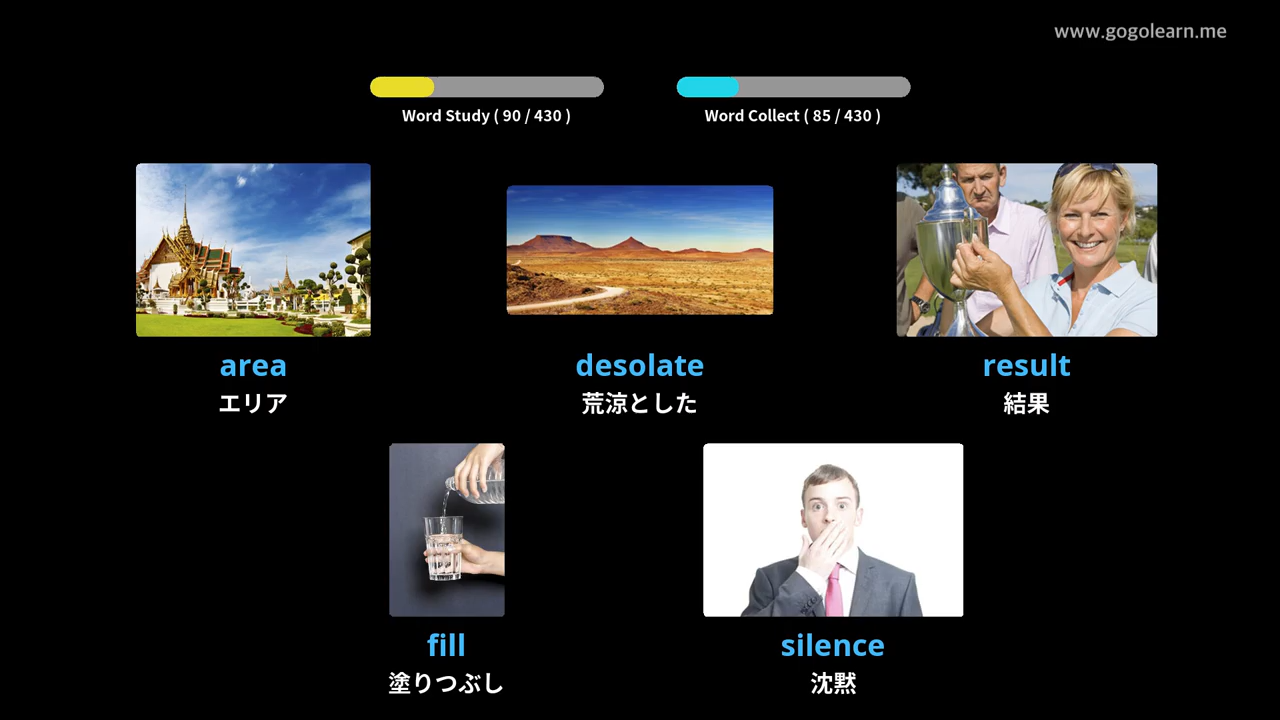 www.gogolearn.me
Word Study ( 90 / 430 )
Word Collect ( 85 / 430 )
area
エリア
desolate
荒涼とした
result
結果
fill
塗りつぶし
silence
沈黙